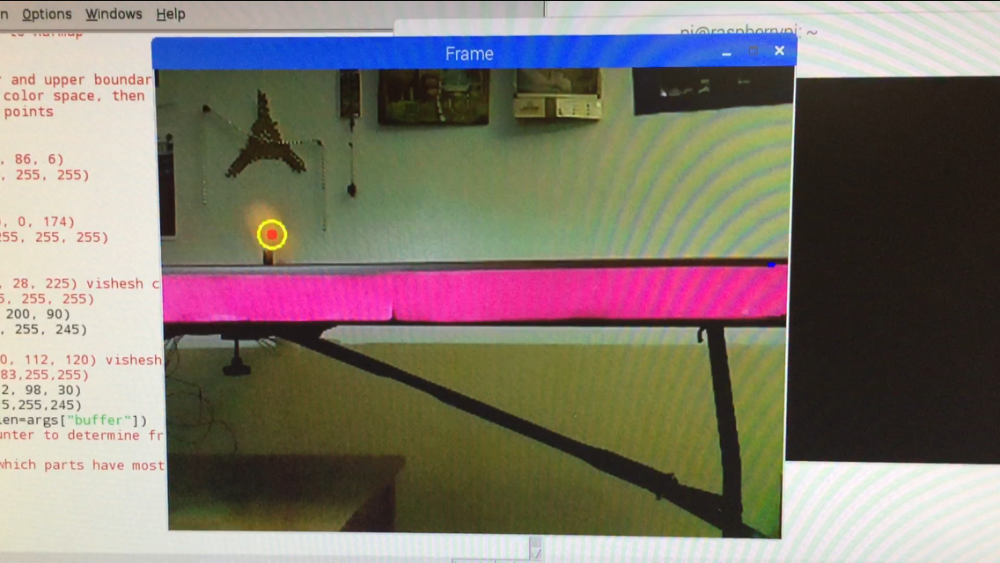 n Options Windows Help
to warmup
pi@raspberrypi: ~
Frame
r and upper boundar
color space, then
points
, 86, 6)
, 255, 255)
, 0, 174)
255, 255, 255)
, 28, 225) vishesh c
5, 255, 255)
200, 90)
, 255, 245)
0, 112, 120) vishesh
83,255,255)
2, 98, 30)
5,255,245)
len=args["buffer"])
unter to determine fr
which parts have most